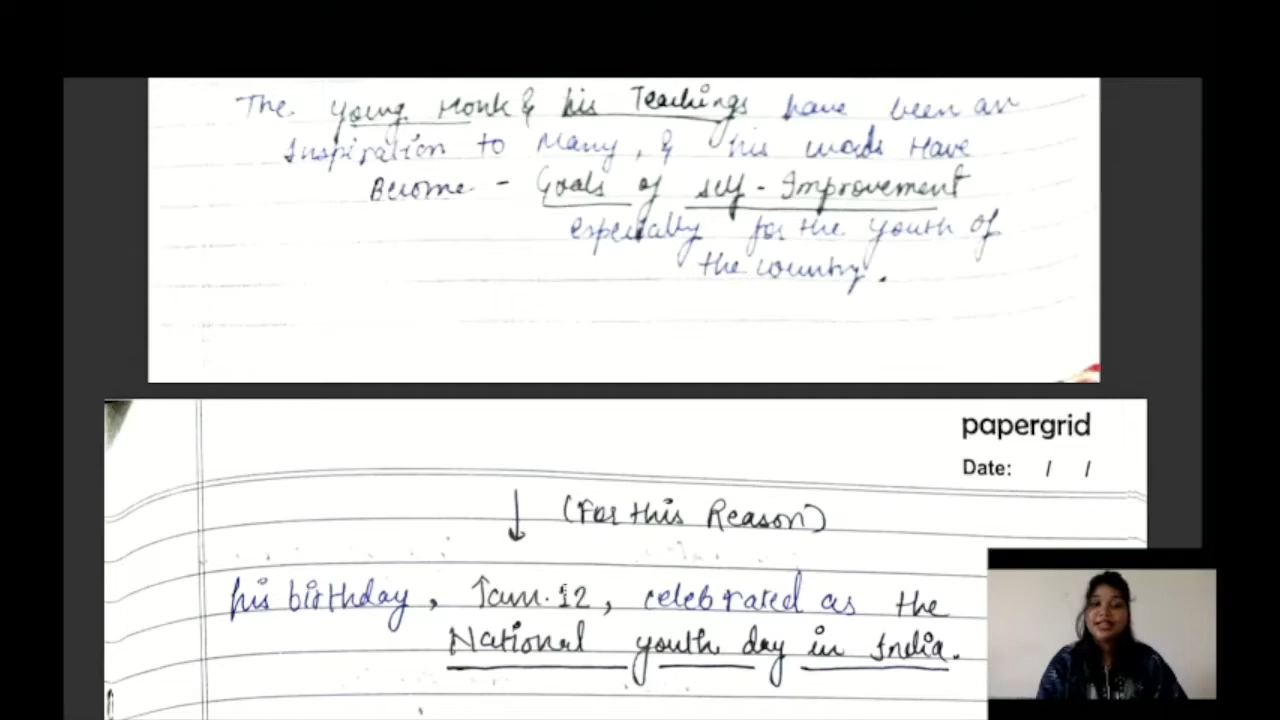 The young Monk & his Teachings have been an
Inspiration to Many, & his words Have
Become - Goals of self-Improvement
especially for the youth of
the country.
papergrid
Date: / /
↓ (For this Reason)
his birthday, Jan. 12, celebrated as the
National youth day in India.